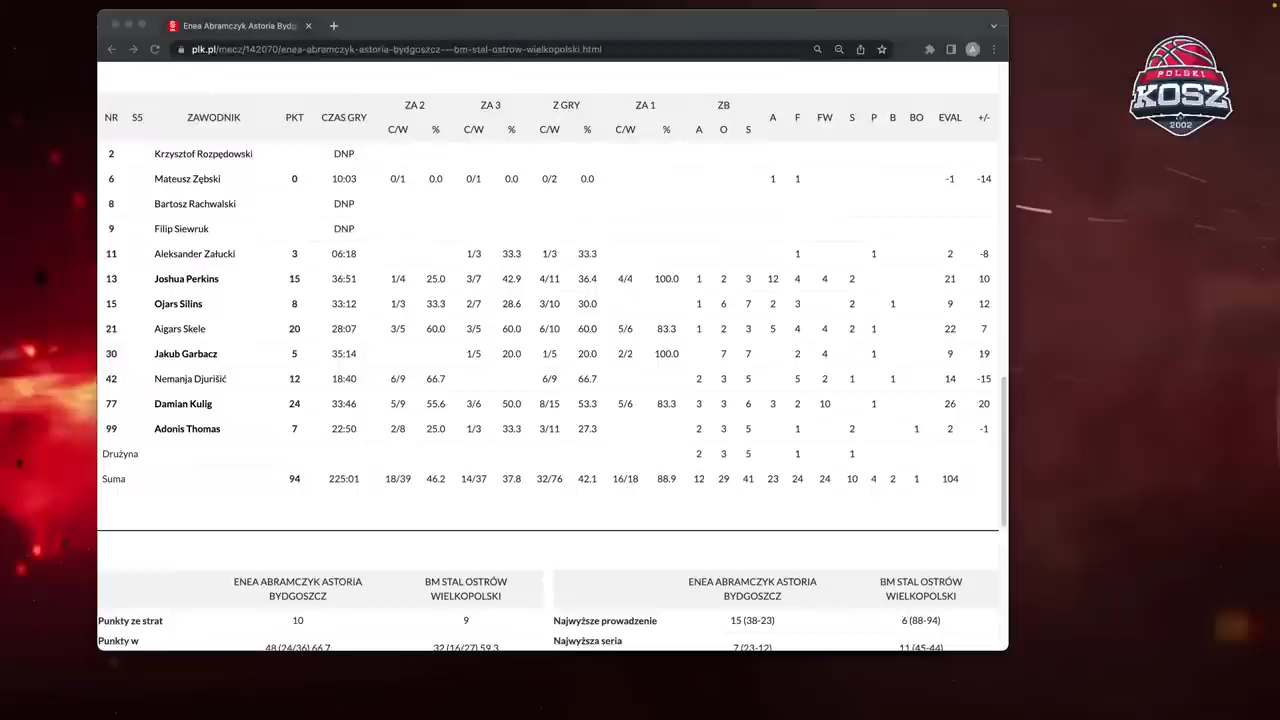 Enea Abramczyk Astoria Bydg
plk.pl/mecz/142070/enea-abramczyk-astoria-bydgoszcz---bm-stal-ostrow-wielkopolski.html
A
POLSKI
KOSZ
EST
2002
ZA 2 ZA 3 Z GRY ZA 1 ZB
NR S5 ZAWODNIK PKT CZAS GRY A F FW S P B BO EVAL +/-
C/W % C/W % C/W % C/W % A O S
2 Krzysztof Rozpędowski DNP
6 Mateusz Zębski 0 10:03 0/1 0.0 0/1 0.0 0/2 0.0 1 1 -1 -14
8 Bartosz Rachwalski DNP
9 Filip Siewruk DNP
11 Aleksander Załucki 3 06:18 1/3 33.3 1/3 33.3 1 1 2 -8
13 Joshua Perkins 15 36:51 1/4 25.0 3/7 42.9 4/11 36.4 4/4 100.0 1 2 3 12 4 4 2 21 10
15 Ojars Silins 8 33:12 1/3 33.3 2/7 28.6 3/10 30.0 1 6 7 2 3 2 1 9 12
21 Aigars Skele 20 28:07 3/5 60.0 3/5 60.0 6/10 60.0 5/6 83.3 1 2 3 5 4 4 2 1 22 7
30 Jakub Garbacz 5 35:14 1/5 20.0 1/5 20.0 2/2 100.0 7 7 2 4 1 9 19
42 Nemanja Djurišić 12 18:40 6/9 66.7 6/9 66.7 2 3 5 5 2 1 1 14 -15
77 Damian Kulig 24 33:46 5/9 55.6 3/6 50.0 8/15 53.3 5/6 83.3 3 3 6 3 2 10 1 26 20
99 Adonis Thomas 7 22:50 2/8 25.0 1/3 33.3 3/11 27.3 2 3 5 1 2 1 2 -1
Drużyna 2 3 5 1 1
Suma 94 225:01 18/39 46.2 14/37 37.8 32/76 42.1 16/18 88.9 12 29 41 23 24 24 10 4 2 1 104
ENEA ABRAMCZYK ASTORIA BM STAL OSTRÓW ENEA ABRAMCZYK ASTORIA BM STAL OSTRÓW
BYDGOSZCZ WIELKOPOLSKI BYDGOSZCZ WIELKOPOLSKI
Punkty ze strat 10 9 Najwyższe prowadzenie 15 (38-23) 6 (88-94)
Punkty w 48 (24/36) 66.7 32 (16/27) 59.3 Najwyższa seria 7 (23-12) 11 (45-44)